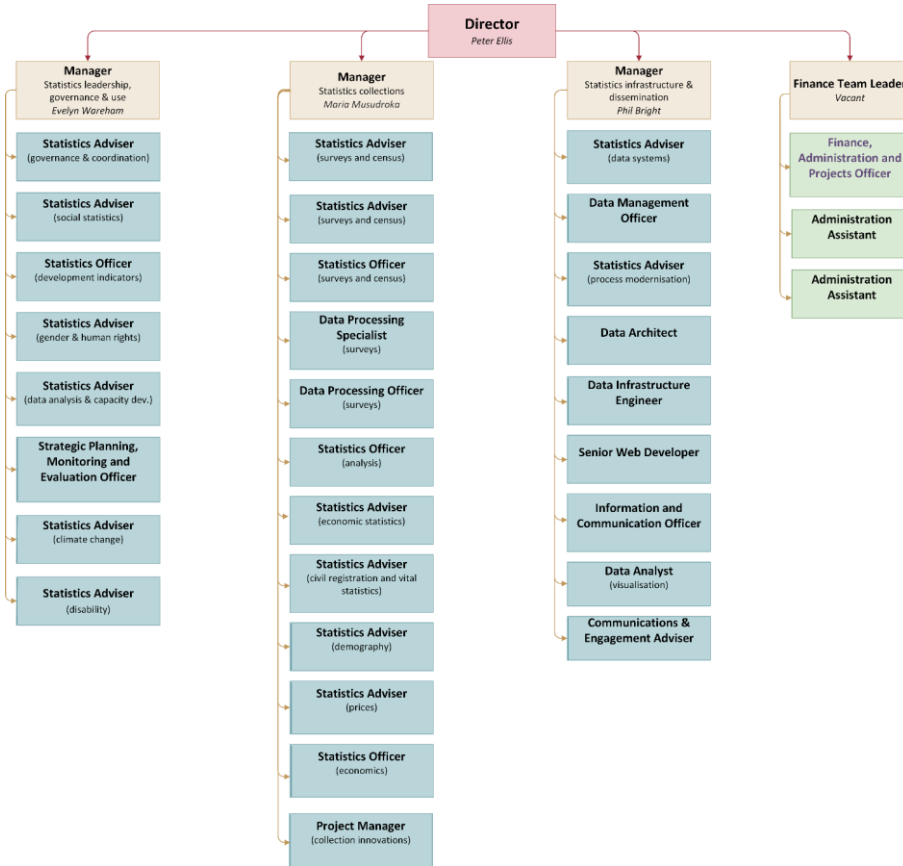 Director
Peter Ellis
Manager
Statistics leadership,
governance & use
Evelyn Wareham
Statistics Adviser
(governance & coordination)
Statistics Adviser
(social statistics)
Statistics Officer
(development indicators)
Statistics Adviser
(gender & human rights)
Statistics Adviser
(data analysis & capacity dev.)
Strategic Planning,
Monitoring and
Evaluation Officer
Statistics Adviser
(climate change)
Statistics Adviser
(disability)
Manager
Statistics collections
Maria Musudroka
Statistics Adviser
(surveys and census)
Statistics Adviser
(surveys and census)
Statistics Officer
(surveys and census)
Data Processing
Specialist
(surveys)
Data Processing Officer
(surveys)
Statistics Officer
(analysis)
Statistics Adviser
(economic statistics)
Statistics Adviser
(civil registration and vital
statistics)
Statistics Adviser
(demography)
Statistics Adviser
(prices)
Statistics Officer
(economics)
Project Manager
(collection innovations)
Manager
Statistics infrastructure &
dissemination
Phil Bright
Statistics Adviser
(data systems)
Data Management
Officer
Statistics Adviser
(process modernisation)
Data Architect
Data Infrastructure
Engineer
Senior Web Developer
Information and
Communication Officer
Data Analyst
(visualisation)
Communications &
Engagement Adviser
Finance Team Leader
Vacant
Finance,
Administration and
Projects Officer
Administration
Assistant
Administration
Assistant